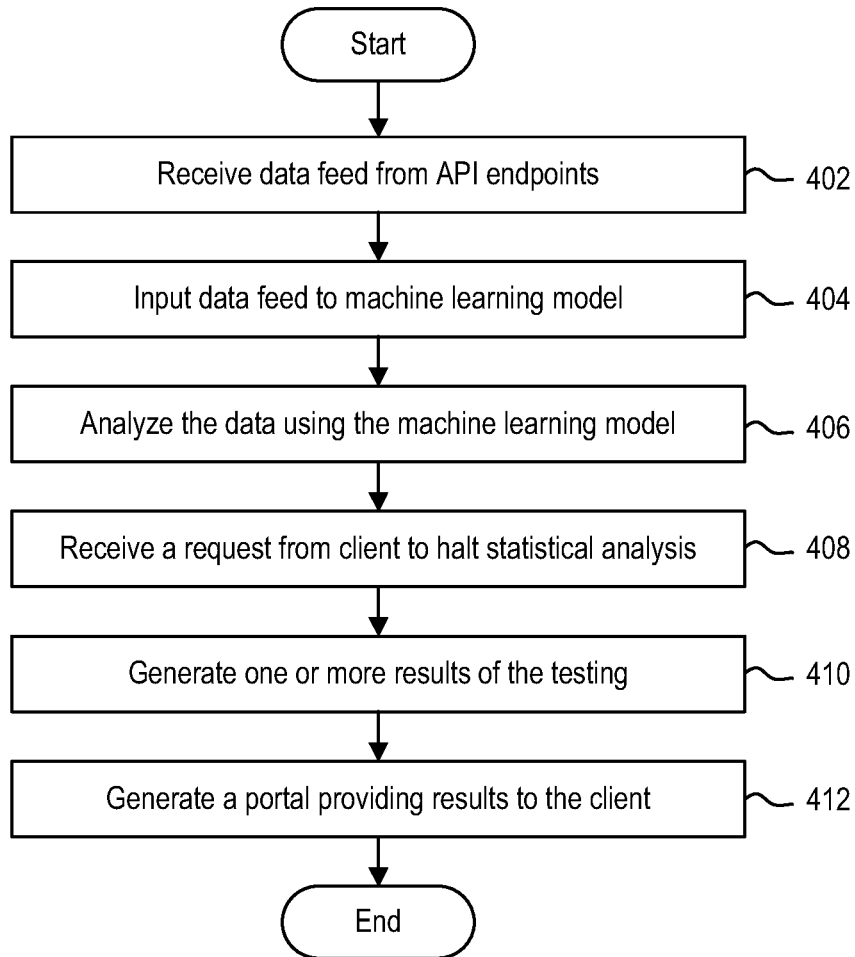 Start
Receive data feed from API endpoints 402
Input data feed to machine learning model 404
Analyze the data using the machine learning model 406
Receive a request from client to halt statistical analysis 408
Generate one or more results of the testing 410
Generate a portal providing results to the client 412
End